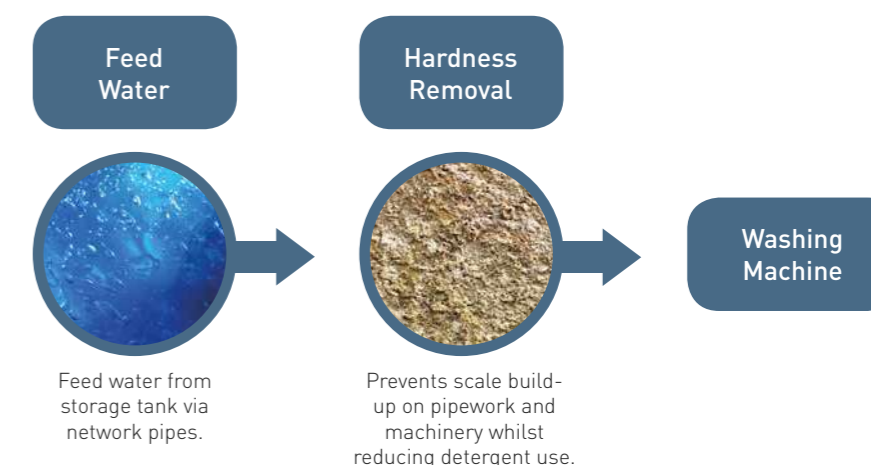 Feed
Water
Hardness
Removal
Washing
Machine
Feed water from
storage tank via
network pipes.
Prevents scale build-
up on pipework and
machinery whilst
reducing detergent use.